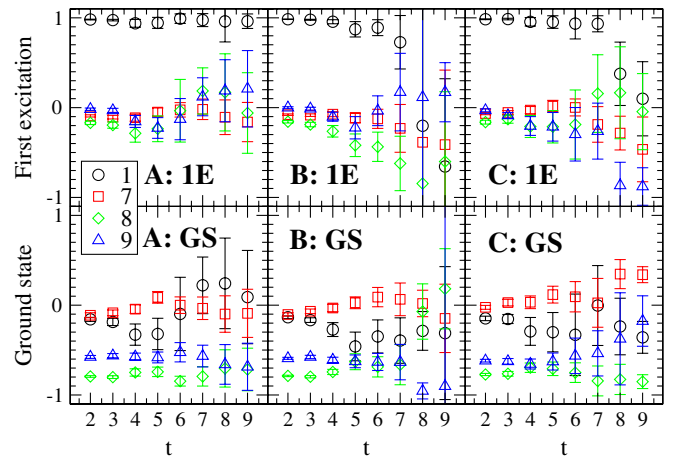 First excitation
1
0
-1
A: 1E
B: 1E
C: 1E
1
7
8
9
Ground state
1
0
-1
A: GS
B: GS
C: GS
2 3 4 5 6 7 8 9
2 3 4 5 6 7 8 9
2 3 4 5 6 7 8 9
t
t
t